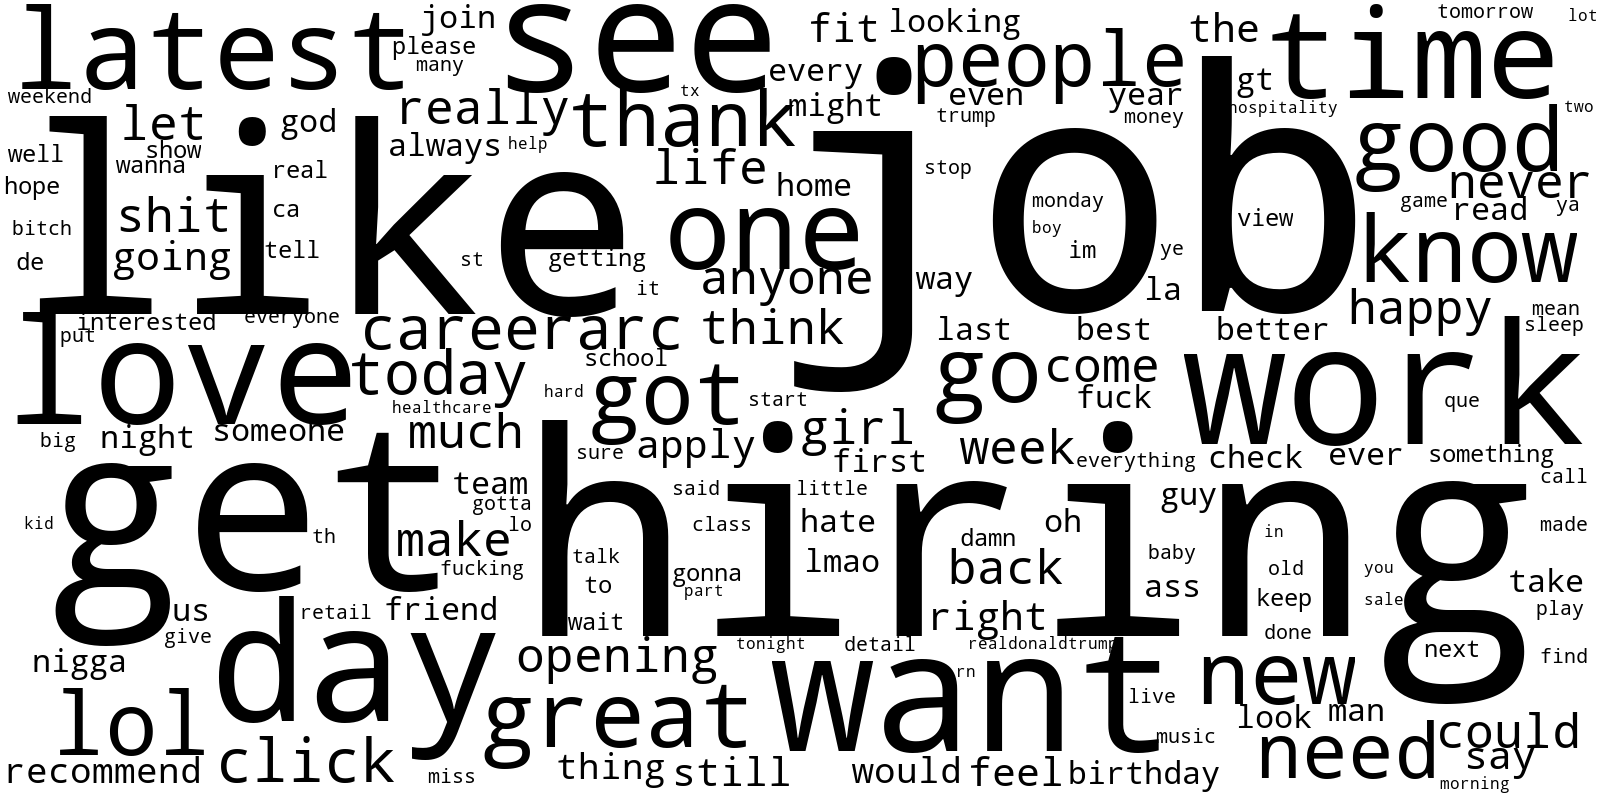 latest
join
see
fit
looking
people
the
time
tomorrow
lot
please
many
every
gt
weekend
really
tx
thank
might
even
year
hospitality
two
let
god
trump
money
good
like
job
well
show
wanna
always
help
life
stop
hope
real
home
never
shit
ca
one
monday
view
game
read
ya
bitch
boy
know
going
tell
st
getting
im
ye
de
it
anyone
way
la
happy
mean
interested
everyone
careerarc
think
last
best
better
sleep
put
love
today
school
got
go
come
work
hard
start
fuck
que
healthcare
big
night
someone
much
sure
apply
girl
first
week
everything
check
ever
something
get
hiring
team
said
little
guy
call
gotta
kid
lo
class
hate
oh
made
th
make
damn
in
talk
lmao
baby
fucking
to
gonna
back
old
you
take
part
ass
keep
sale
play
us
retail
friend
wait
right
done
give
day
tonight
detail
realdonaldtrump
next
find
nigga
opening
want
rn
new
live
lol
great
look
man
could
music
need
say
recommend
click
miss
thing
still
would
feel
birthday
morning